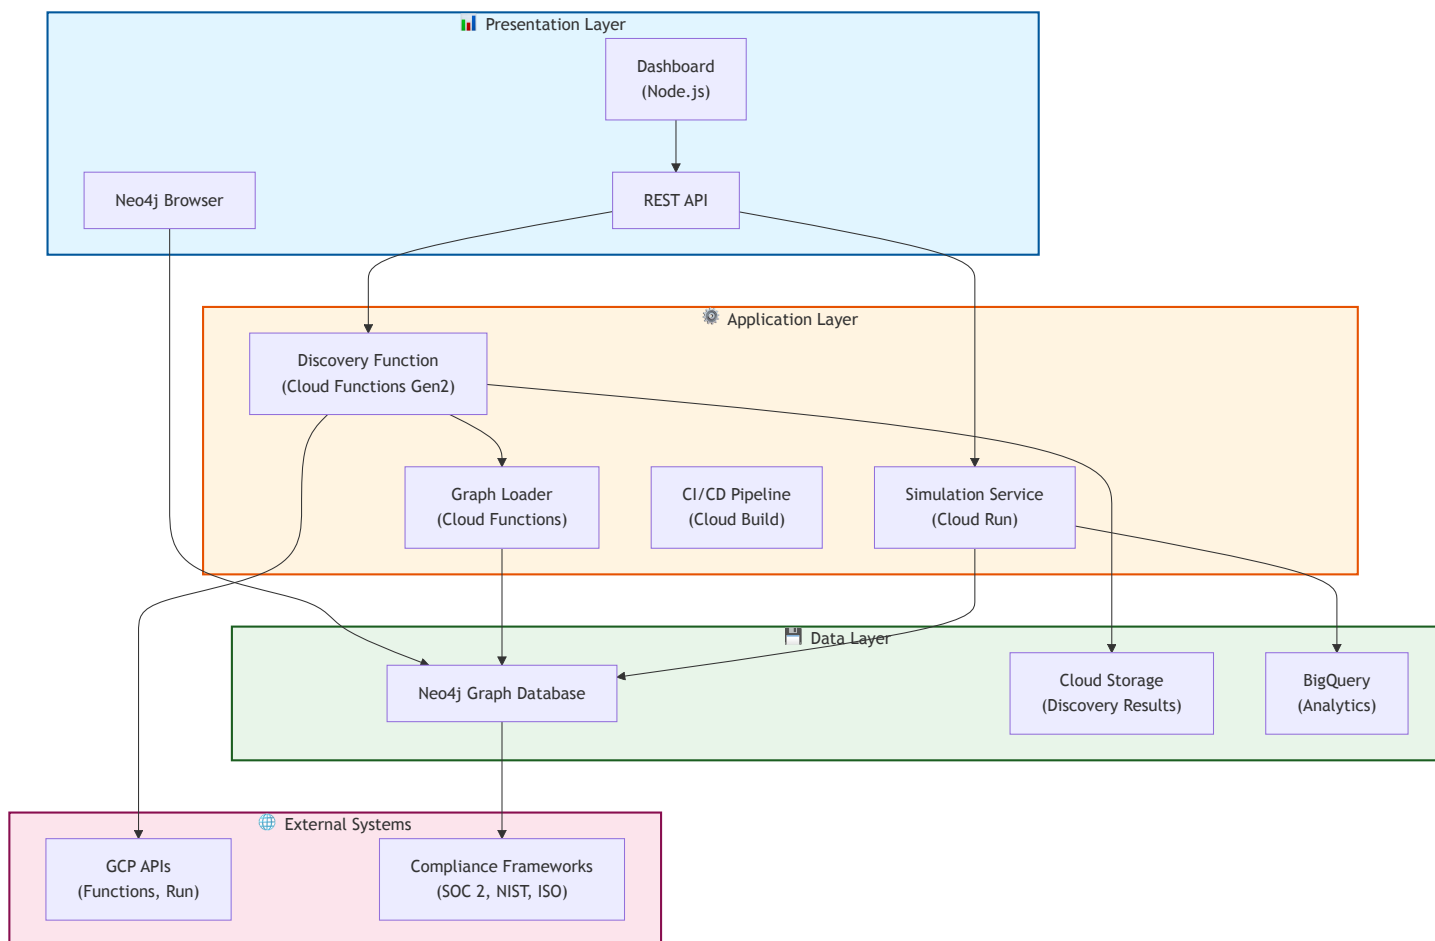 📊 Presentation Layer
Dashboard
(Node.js)
Neo4j Browser
REST API
⚙️ Application Layer
Discovery Function
(Cloud Functions Gen2)
Graph Loader
(Cloud Functions)
CI/CD Pipeline
(Cloud Build)
Simulation Service
(Cloud Run)
💾 Data Layer
Neo4j Graph Database
Cloud Storage
(Discovery Results)
BigQuery
(Analytics)
🌐 External Systems
GCP APIs
(Functions, Run)
Compliance Frameworks
(SOC 2, NIST, ISO)